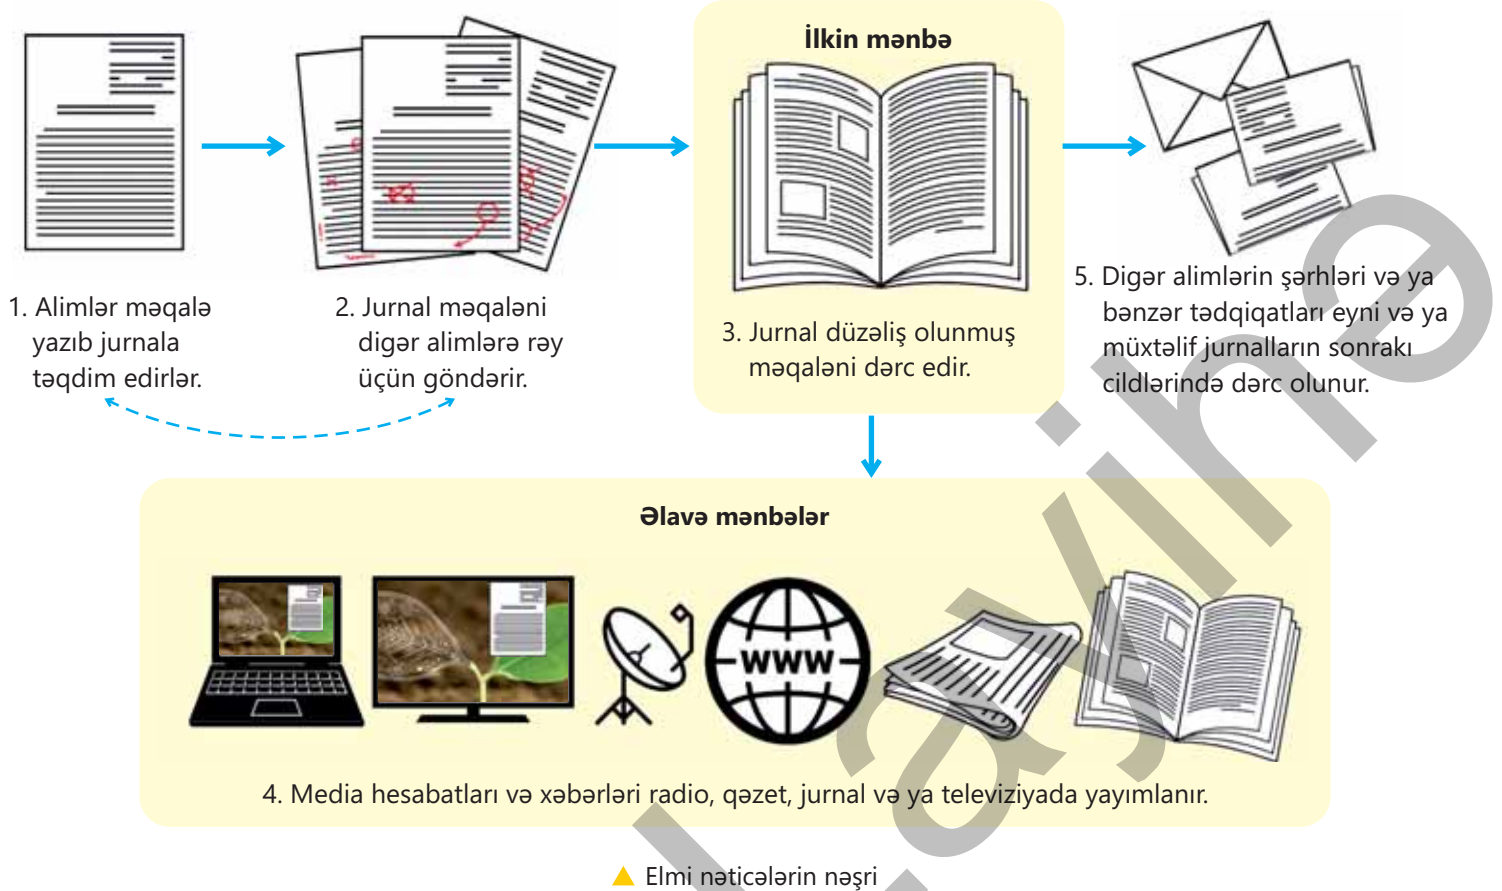 İlkin mənbə
1. Alimlər məqalə
yazıb jurnala
təqdim edirlər.
2. Jurnal məqaləni
digər alimlərə rəy
üçün göndərir.
3. Jurnal düzəliş olunmuş
məqaləni dərc edir.
5. Digər alimlərin şərhləri və ya
bənzər tədqiqatları eyni və ya
müxtəlif jurnalların sonrakı
cildlərində dərc olunur.
Əlavə mənbələr
WWW
4. Media hesabatları və xəbərləri radio, qəzet, jurnal və ya televiziyada yayımlanır.
Elmi nəticələrin nəşri